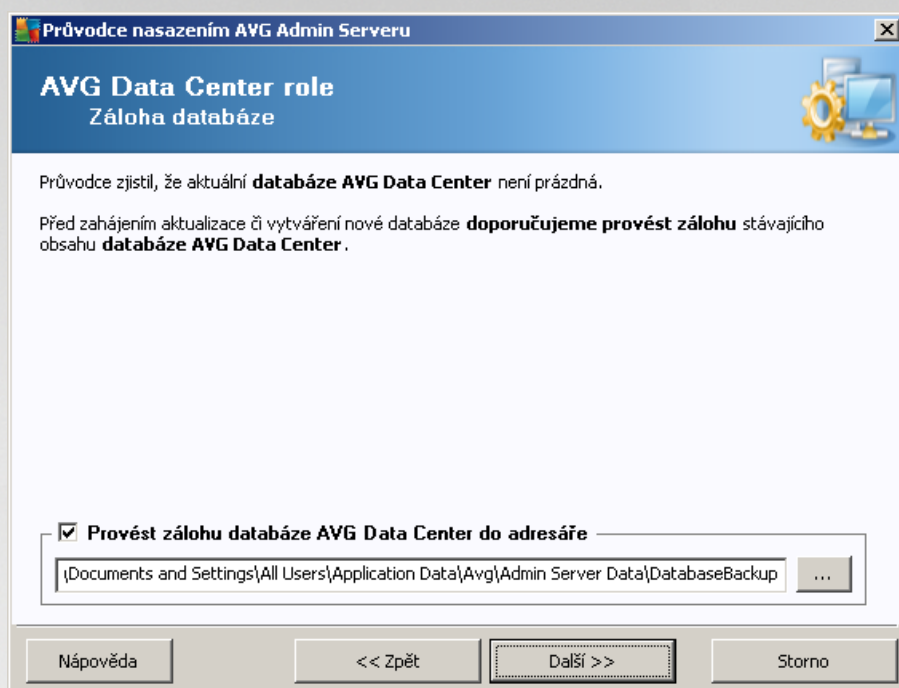 Průvodce nasazením AVG Admin Serveru
AVG Data Center role
Záloha databáze
Průvodce zjistil, že aktuální databáze AVG Data Center není prázdná.
Před zahájením aktualizace či vytváření nové databáze doporučujeme provést zálohu stávajícího
obsahu databáze AVG Data Center.
Provést zálohu databáze AVG Data Center do adresáře
\Documents and Settings\All Users\Application Data\Avg\Admin Server Data\DatabaseBackup
...
Nápověda
<< Zpět
Další >>
Storno